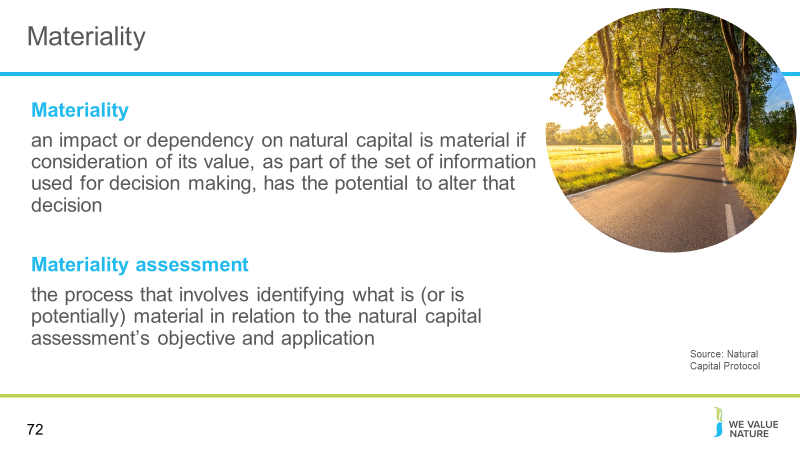 Materiality
Materiality
an impact or dependency on natural capital is material if
consideration of its value, as part of the set of information
used for decision making, has the potential to alter that
decision
Materiality assessment
the process that involves identifying what is (or is
potentially) material in relation to the natural capital
assessment’s objective and application
Source: Natural
Capital Protocol
72
WE VALUE
NATURE